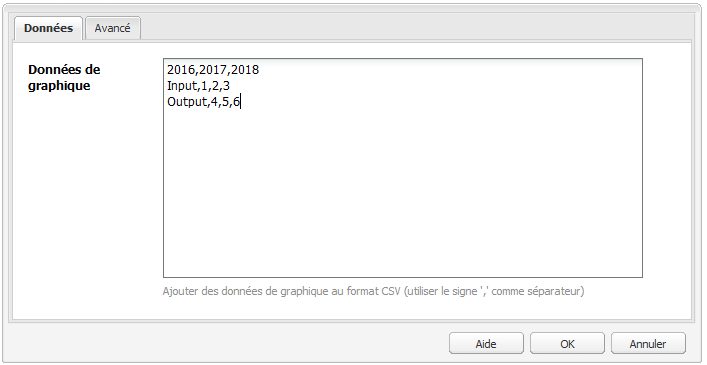 Données
Avancé
Données de
graphique
2016,2017,2018
Input,1,2,3
Output,4,5,6
Ajouter des données de graphique au format CSV (utiliser le signe ',' comme séparateur)
Aide
OK
Annuler